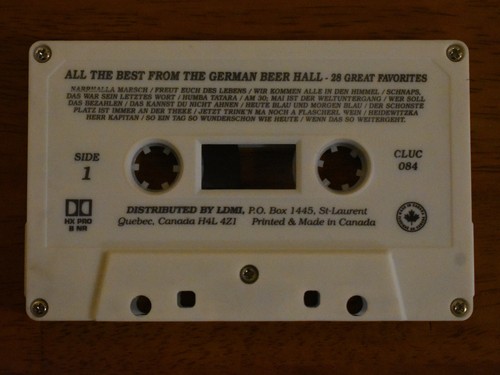 ALL THE BEST FROM THE GERMAN BEER HALL - 28 GREAT FAVORITES
NARRHALLA MARSCH / FREUT EUCH DES LEBENS / WIR KOMMEN ALLE IN DEN HIMMEL / SCHNAPS,
DAS WAR SEIN LETZTES WORT / HUMBA TATARA / AM 30. MAI IST DER WELTUNTERGANG / WER SOLL
DAS BEZAHLEN / DAS KANNST DU NICHT AHNEN / HEUTE BLAU UND MORGEN BLAU / DER SCHONSTE
PLATZ IST IMMER AN DER THEKE / JETZT TRINK'N MA NOCH A FLASCHERL WEIN / HEIDEWITZKA
HERR KAPITAN / SO EIN TAG SO WUNDERSCHON WIE HEUTE / WENN DAS SO WEITERGEHT.
SIDE
1
CLUC
084
HX PRO
B NR
DISTRIBUTED BY LDMI, P.O. Box 1445, St-Laurent
Quebec, Canada H4L 4Z1 Printed & Made in Canada